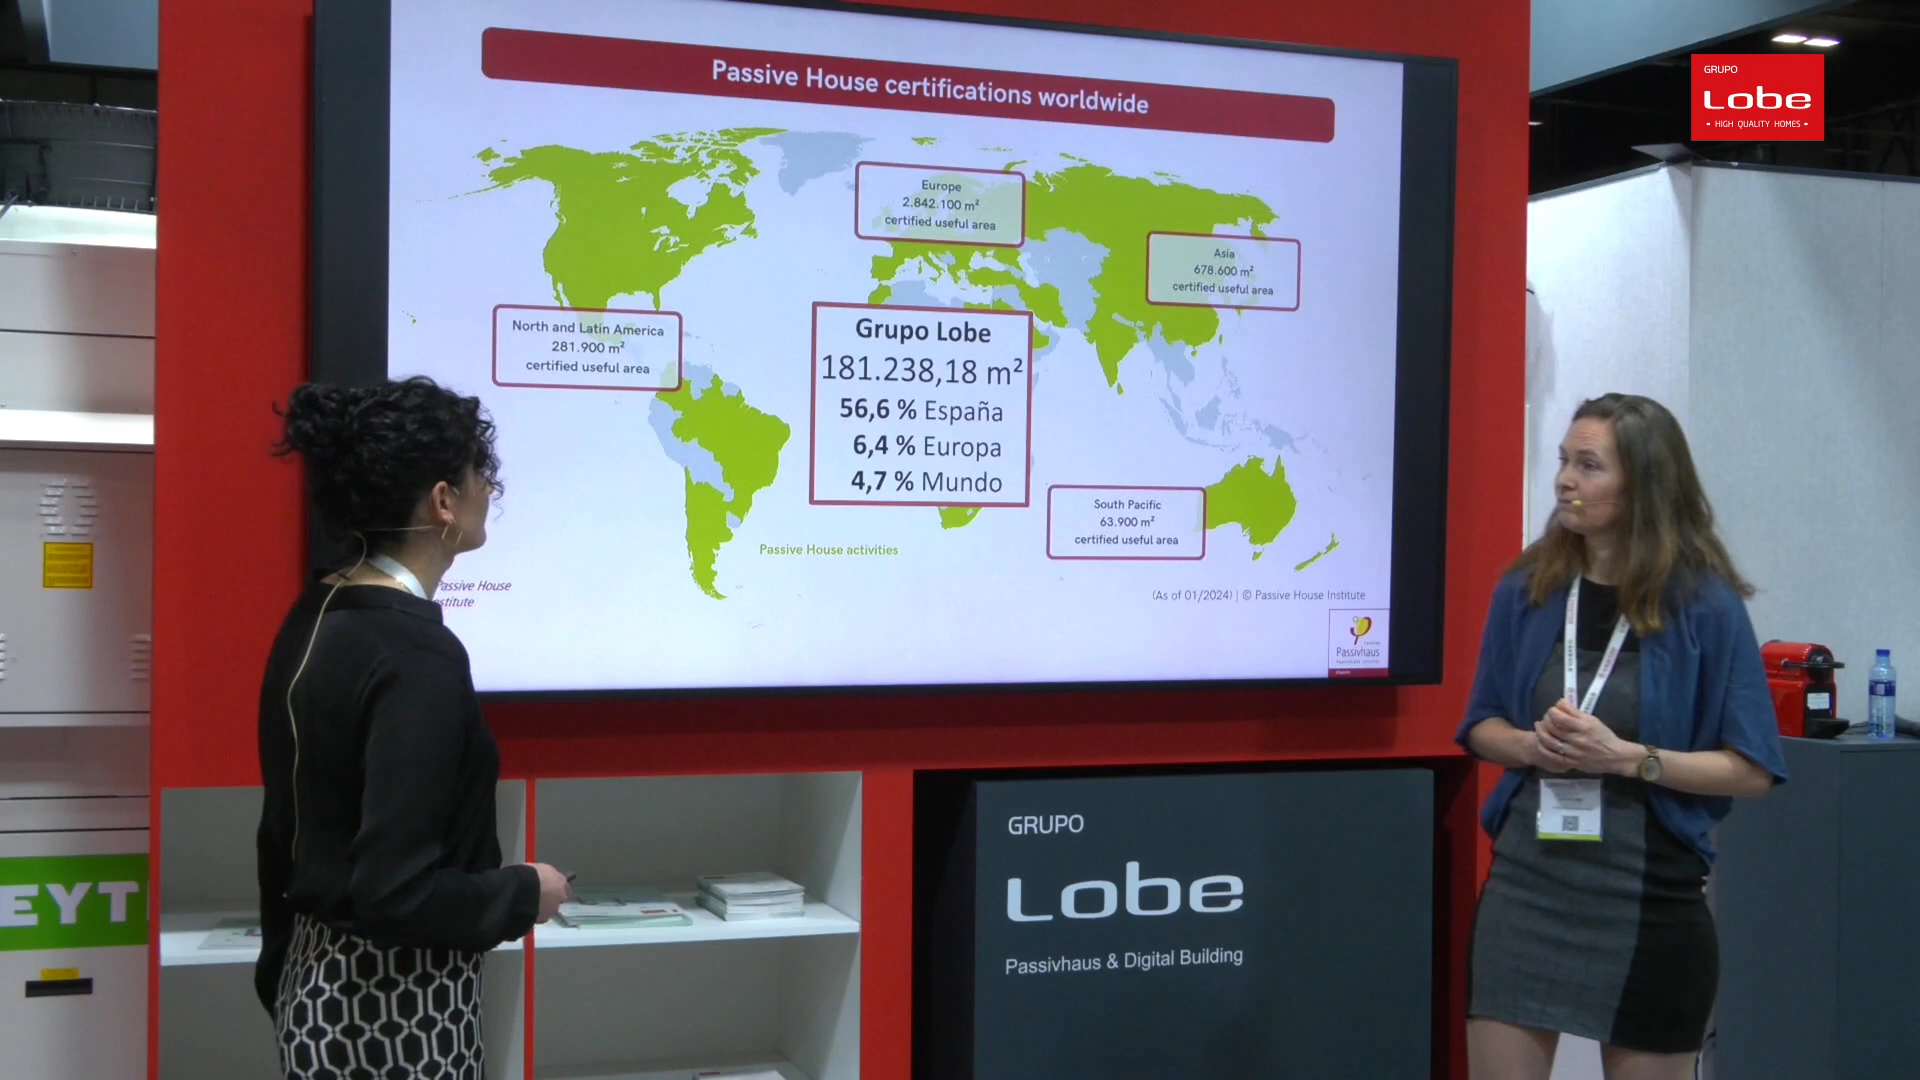 Passive House certifications worldwide
Europe
2.842.100 m²
certified useful area
Asia
678.600 m²
certified useful area
North and Latin America
281.900 m²
certified useful area
Grupo Lobe
181.238,18 m²
56,6 % España
6,4 % Europa
4,7 % Mundo
South Pacific
63.900 m²
certified useful area
Passive House activities
Passive House
(As of 01/2024) | © Passive House Institute
Passivhaus
GRUPO
Lobe
• HIGH QUALITY HOMES •
GRUPO
Lobe
Passivhaus & Digital Building
EYT